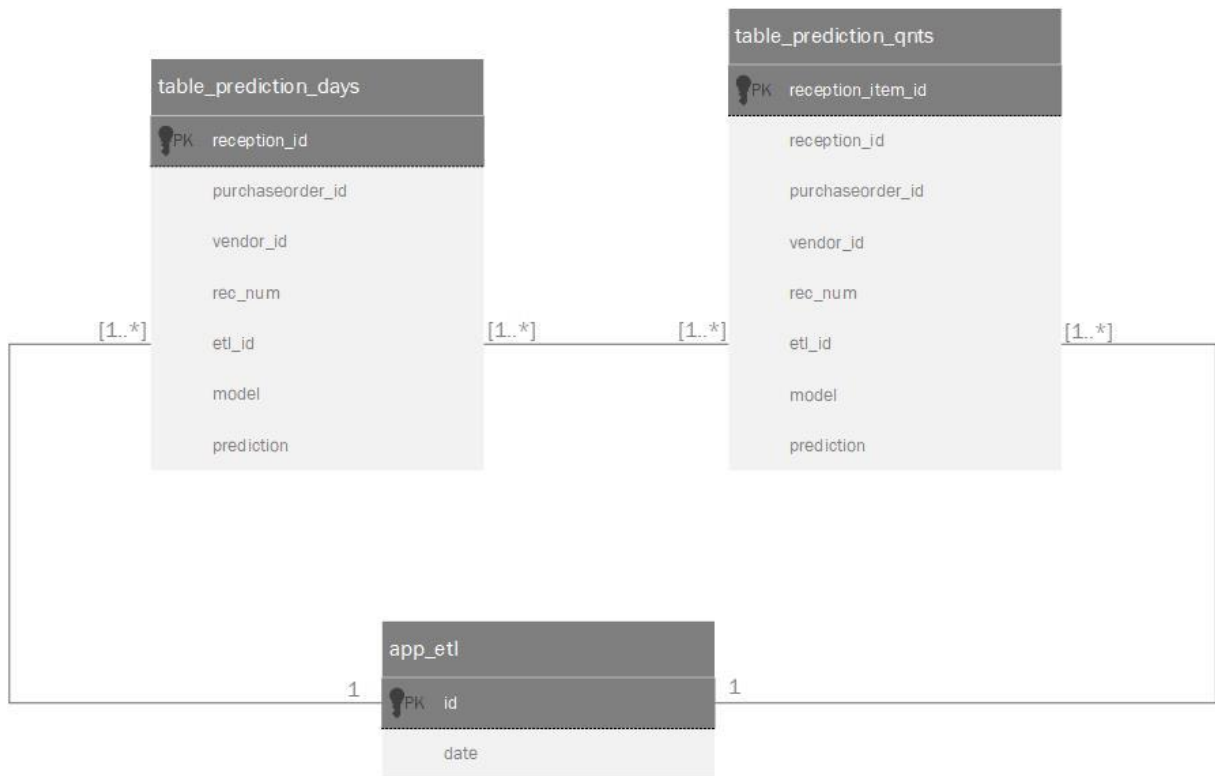 table_prediction_days
PK reception_id
purchaseorder_id
vendor_id
rec_num
etl_id
model
prediction
table_prediction_qnts
PK reception_item_id
reception_id
purchaseorder_id
vendor_id
rec_num
etl_id
model
prediction
[1..*]
[1..*]
[1..*]
[1..*]
app_etl
1
PK id
1
date